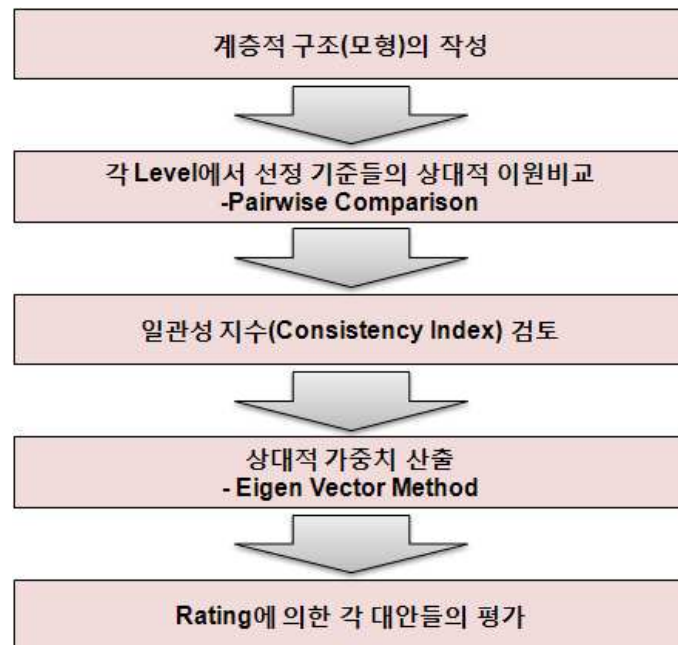 계층적 구조(모형)의 작성
각 Level에서 선정 기준들의 상대적 이원비교
-Pairwise Comparison
일관성 지수(Consistency Index) 검토
상대적 가중치 산출
- Eigen Vector Method
Rating에 의한 각 대안들의 평가